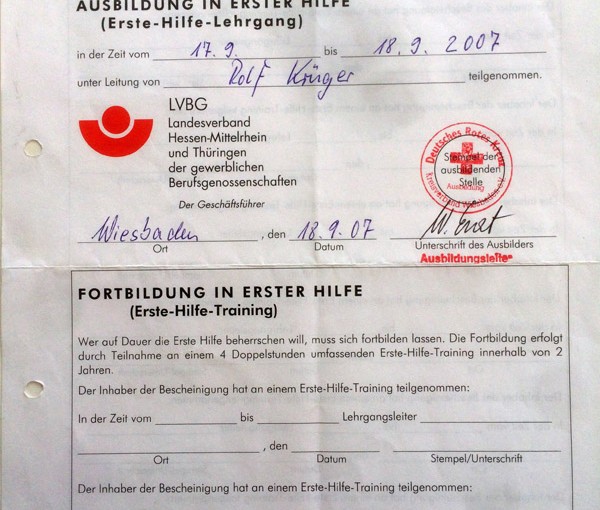 AUSBILDUNG IN ERSTER HILFE
(Erste-Hilfe-Lehrgang)
in der Zeit vom 17.9. bis 18.9.2007
unter Leitung von Rolf Krüger teilgenommen.
LVBG
Landesverband
Hessen-Mittelrhein
und Thüringen
der gewerblichen
Berufsgenossenschaften
Der Geschäftsführer
Deutsches Rotes Kreuz
Stempel der
ausbildenden
Stelle
Ausbildung
Kreisverband Wiesbaden e.V.
Wiesbaden, den 18.9.07
Ort Datum Unterschrift des Ausbilders
Ausbildungsleiter
FORTBILDUNG IN ERSTER HILFE
(Erste-Hilfe-Training)
Wer auf Dauer die Erste Hilfe beherrschen will, muss sich fortbilden lassen. Die Fortbildung erfolgt
durch Teilnahme an einem 4 Doppelstunden umfassenden Erste-Hilfe-Training innerhalb von 2
Jahren.
Der Inhaber der Bescheinigung hat an einem Erste-Hilfe-Training teilgenommen:
In der Zeit vom bis Lehrgangsleiter
, den
Ort Datum Stempel/Unterschrift
Der Inhaber der Bescheinigung hat an einem Erste-Hilfe-Training teilgenommen: